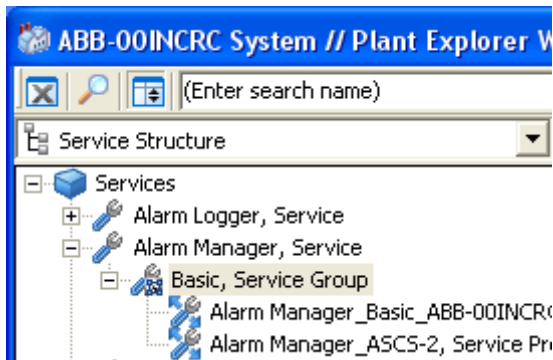 ABB-00INCRC System // Plant Explorer
(Enter search name)
Service Structure
Services
Alarm Logger, Service
Alarm Manager, Service
Basic, Service Group
Alarm Manager_Basic_ABB-00INCRC
Alarm Manager_ASCS-2, Service